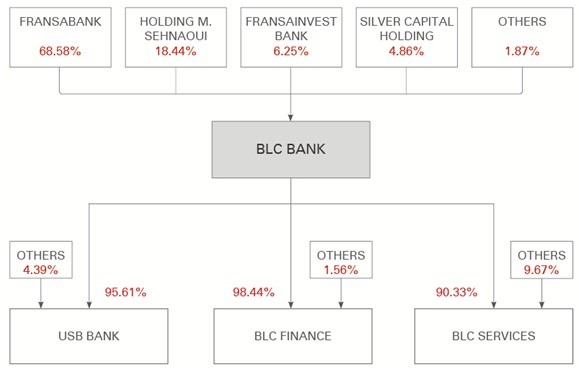 FRANSABANK
68.58%
HOLDING M.
SEHNAOUI
18.44%
FRANSAINVEST
BANK
6.25%
SILVER CAPITAL
HOLDING
4.86%
OTHERS
1.87%
BLC BANK
OTHERS
4.39%
95.61%
USB BANK
98.44%
OTHERS
1.56%
BLC FINANCE
90.33%
OTHERS
9.67%
BLC SERVICES